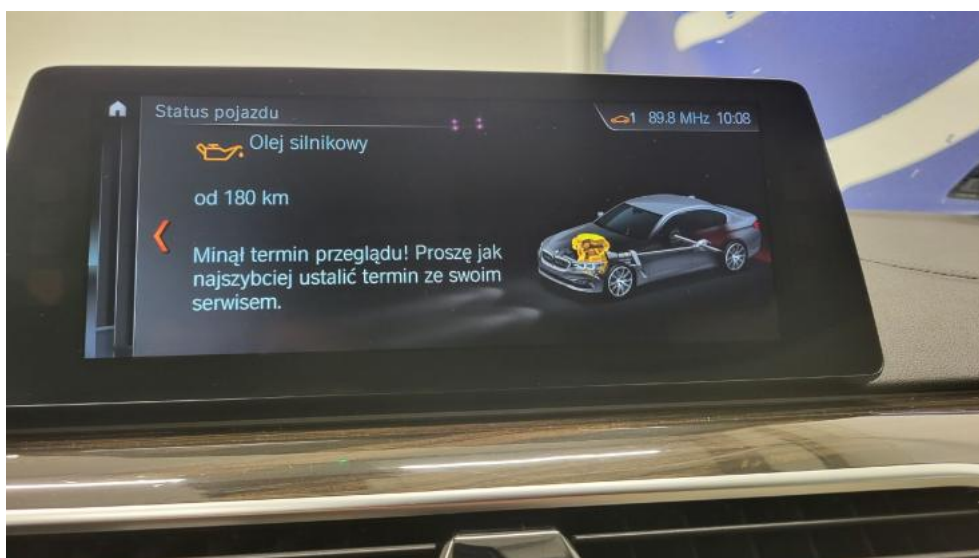 Status pojazdu
1 89.8 MHz 10:08
Olej silnikowy
od 180 km
Minął termin przeglądu! Proszę jak
najszybciej ustalić termin ze swoim
serwisem.